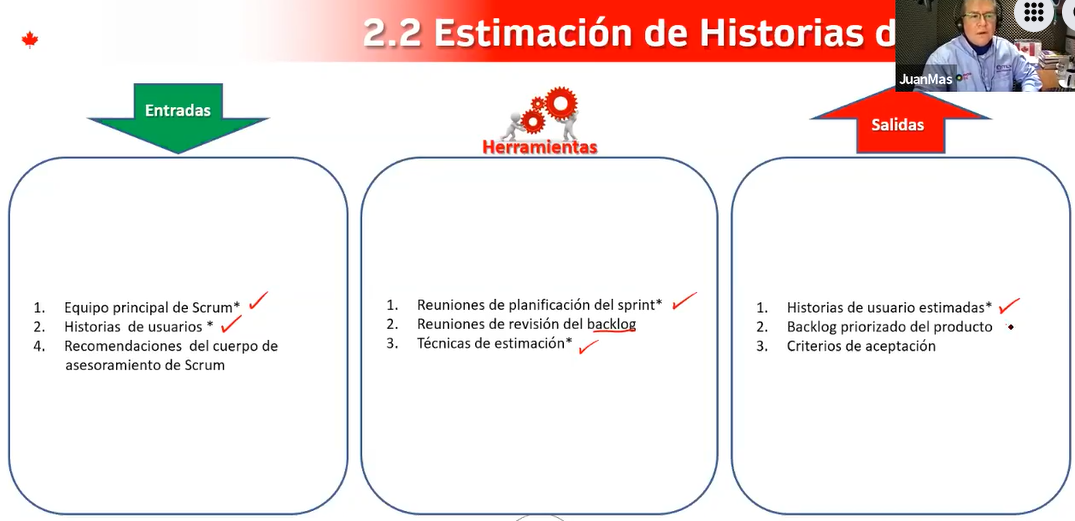 2.2 Estimación de Historias d
JuanMas
Entradas
Herramientas
Salidas
1. Equipo principal de Scrum*
2. Historias de usuarios *
4. Recomendaciones del cuerpo de
asesoramiento de Scrum
1. Reuniones de planificación del sprint*
2. Reuniones de revisión del backlog
3. Técnicas de estimación*
1. Historias de usuario estimadas*
2. Backlog priorizado del producto
3. Criterios de aceptación